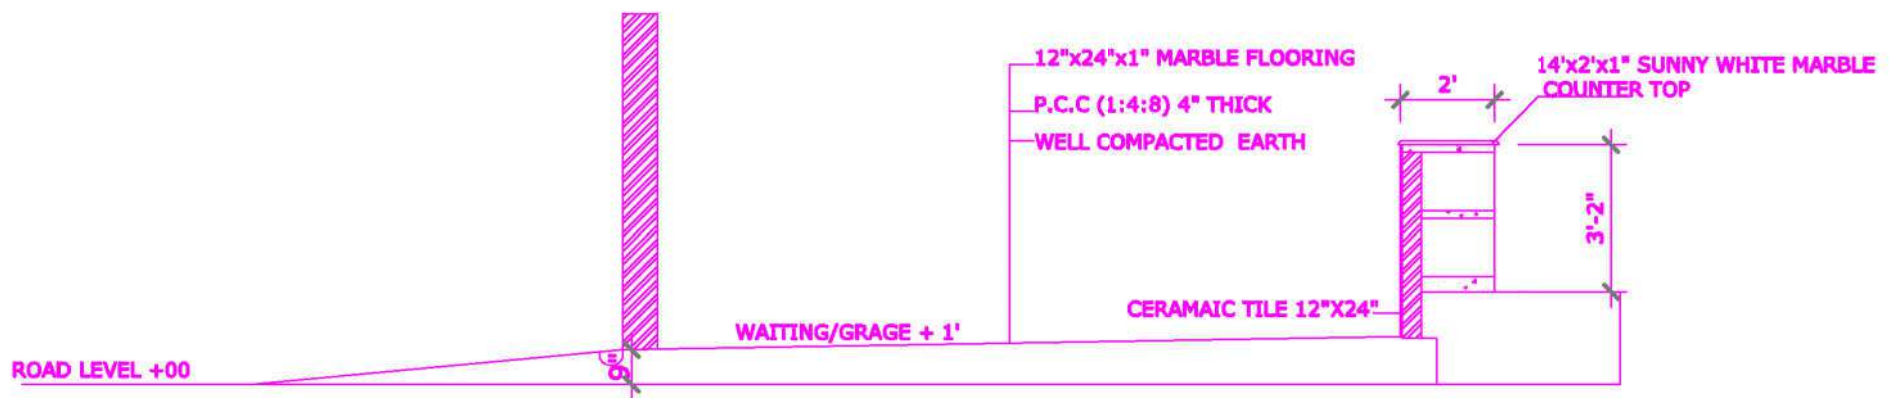 12"x24"x1" MARBLE FLOORING
P.C.C (1:4:8) 4" THICK
WELL COMPACTED EARTH
2'
14'x2'x1" SUNNY WHITE MARBLE
COUNTER TOP
3'-2"
CERAMAIC TILE 12"X24"
WAITING/GRAGE + 1'
9"
ROAD LEVEL +00